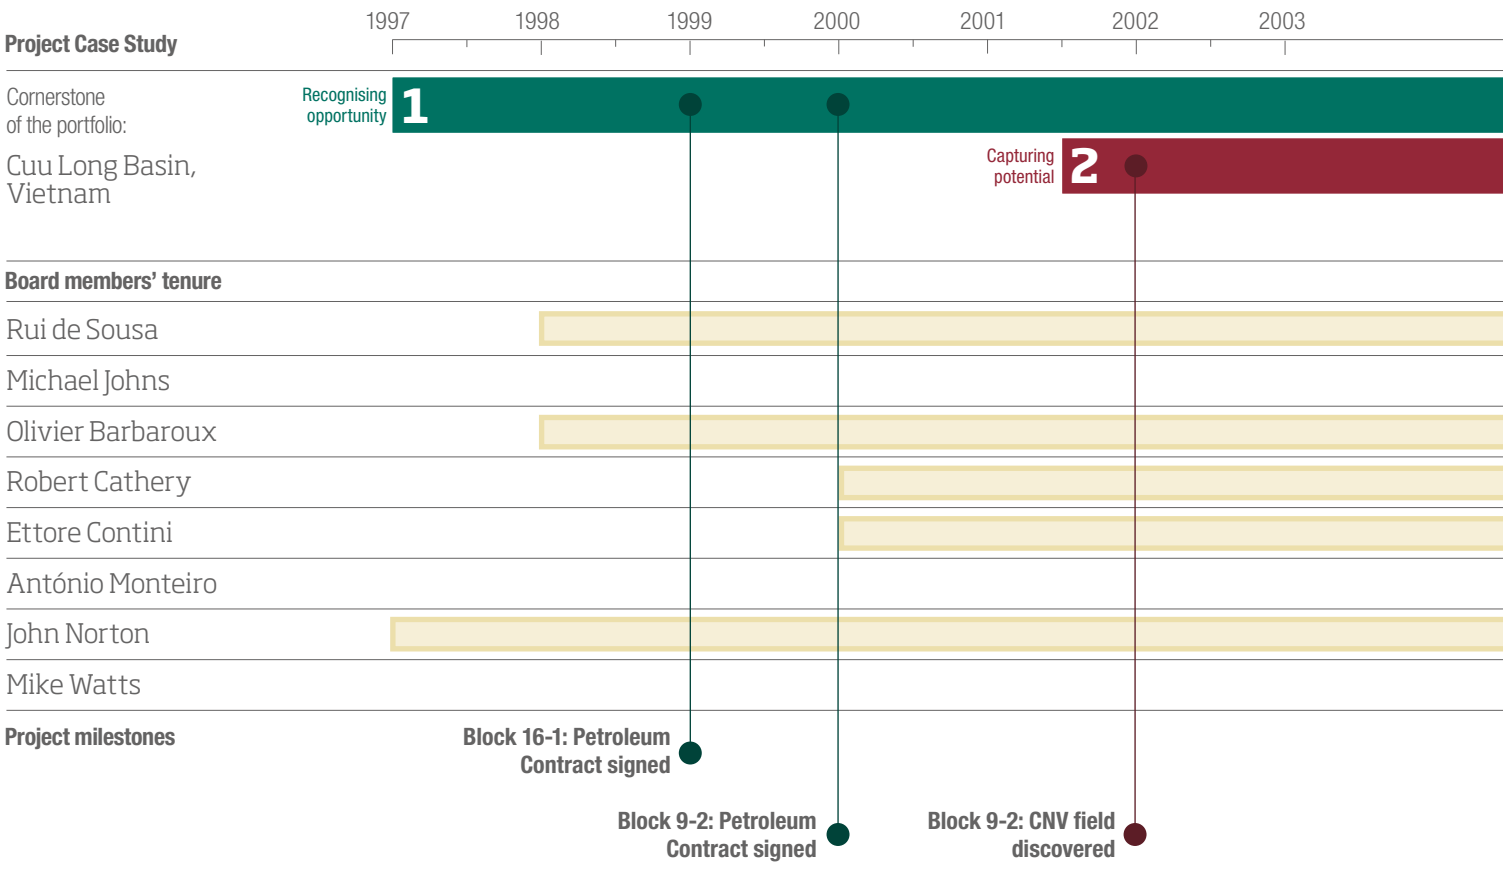 1997 1998 1999 2000 2001 2002 2003
Project Case Study
Cornerstone
of the portfolio:
Cuu Long Basin,
Vietnam
Recognising
opportunity
1
Capturing
potential
2
Board members’ tenure
Rui de Sousa
Michael Johns
Olivier Barbaroux
Robert Cathery
Ettore Contini
António Monteiro
John Norton
Mike Watts
Project milestones
Block 16-1: Petroleum
Contract signed
Block 9-2: Petroleum
Contract signed
Block 9-2: CNV field
discovered